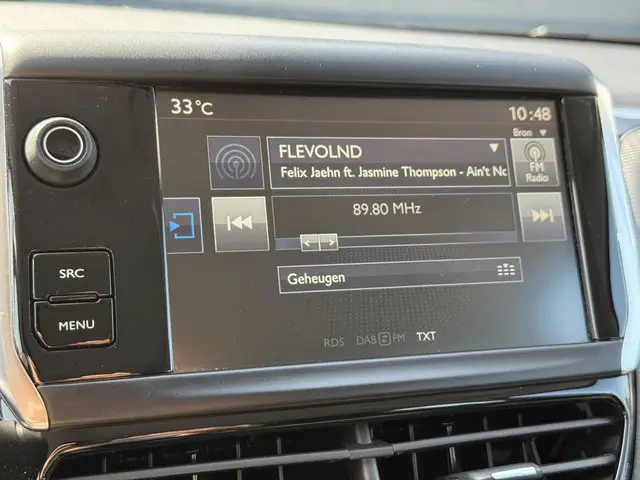 33°C
10:48
Bron
FLEVOLND
Felix Jaehn ft. Jasmine Thompson - Ain't Nc
FM
Radio
89.80 MHz
SRC
Geheugen
MENU
RDS DAB FM TXT